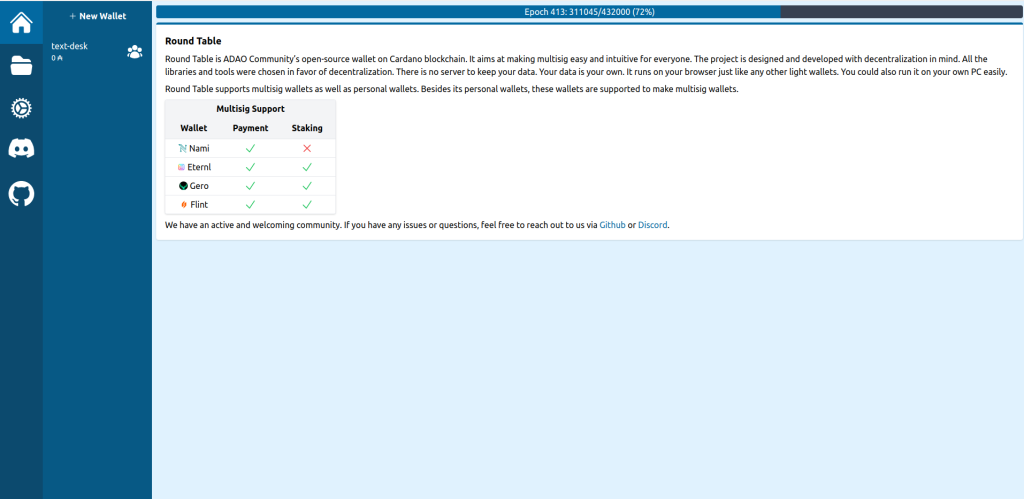 + New Wallet
text-desk
0 ₳
Epoch 413: 311045/432000 (72%)
Round Table
Round Table is ADAO Community's open-source wallet on Cardano blockchain. It aims at making multisig easy and intuitive for everyone. The project is designed and developed with decentralization in mind. All the
libraries and tools were chosen in favor of decentralization. There is no server to keep your data. Your data is your own. It runs on your browser just like any other light wallets. You could also run it on your own PC easily.
Round Table supports multisig wallets as well as personal wallets. Besides its personal wallets, these wallets are supported to make multisig wallets.
Multisig Support
Wallet Payment Staking
Nami
Eternl
Gero
Flint
We have an active and welcoming community. If you have any issues or questions, feel free to reach out to us via Github or Discord.